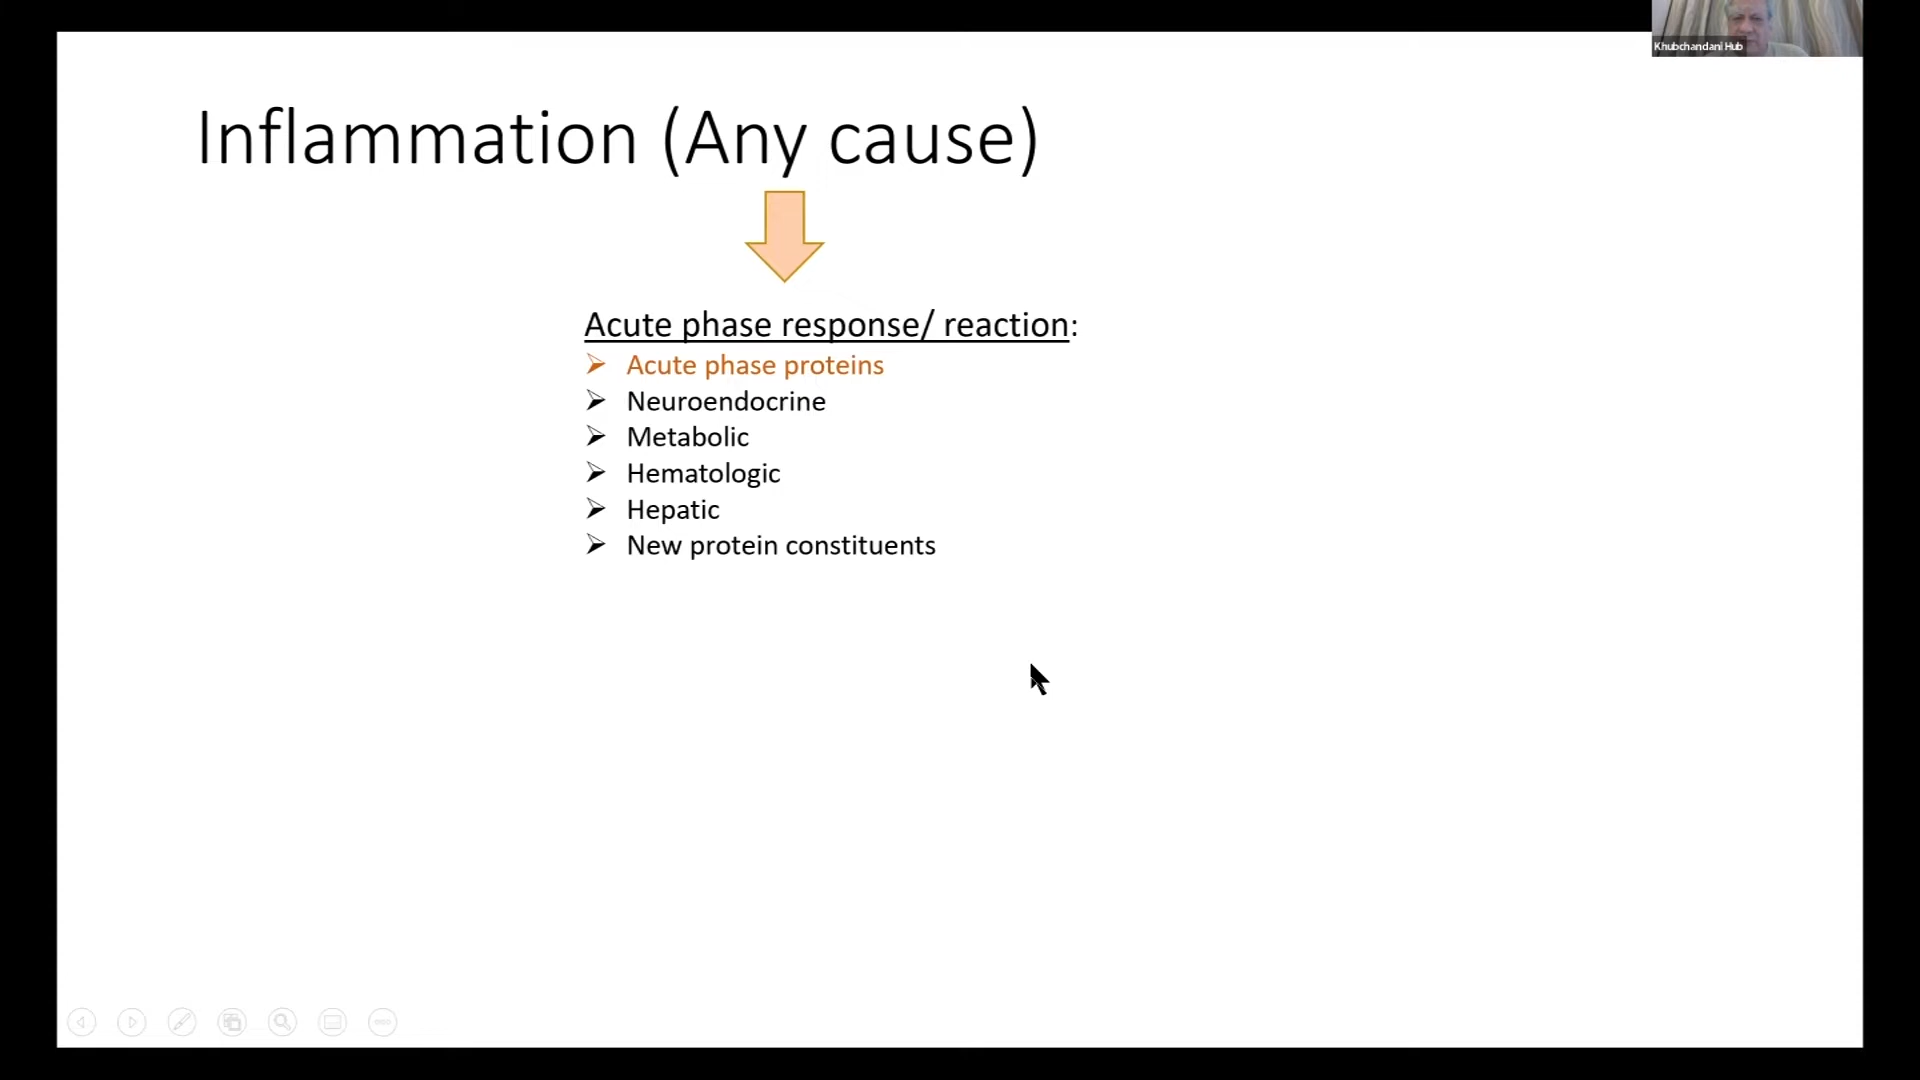 Khubchandani Hub
Inflammation (Any cause)
Acute phase response/ reaction:
Acute phase proteins
Neuroendocrine
Metabolic
Hematologic
Hepatic
New protein constituents